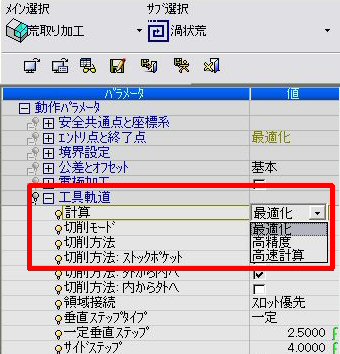 メイン選択 サブ選択
荒取り加工 渦状荒
パラメータ 値
動作パラメータ
安全共通点と座標系
エントリ点と終了点 最適化
境界設定
公差とオフセット 基本
電極加工
工具軌道
計算 最適化
切削モード 最適化
切削方法 高精度
切削方法: ストックポケット 高速計算
切削方法: 外から内へ
切削方法: 内から外へ
領域接続 スロット優先
垂直ステップタイプ 一定
一定垂直ステップ 2.5000 f
サイドステップ 4.0000 f